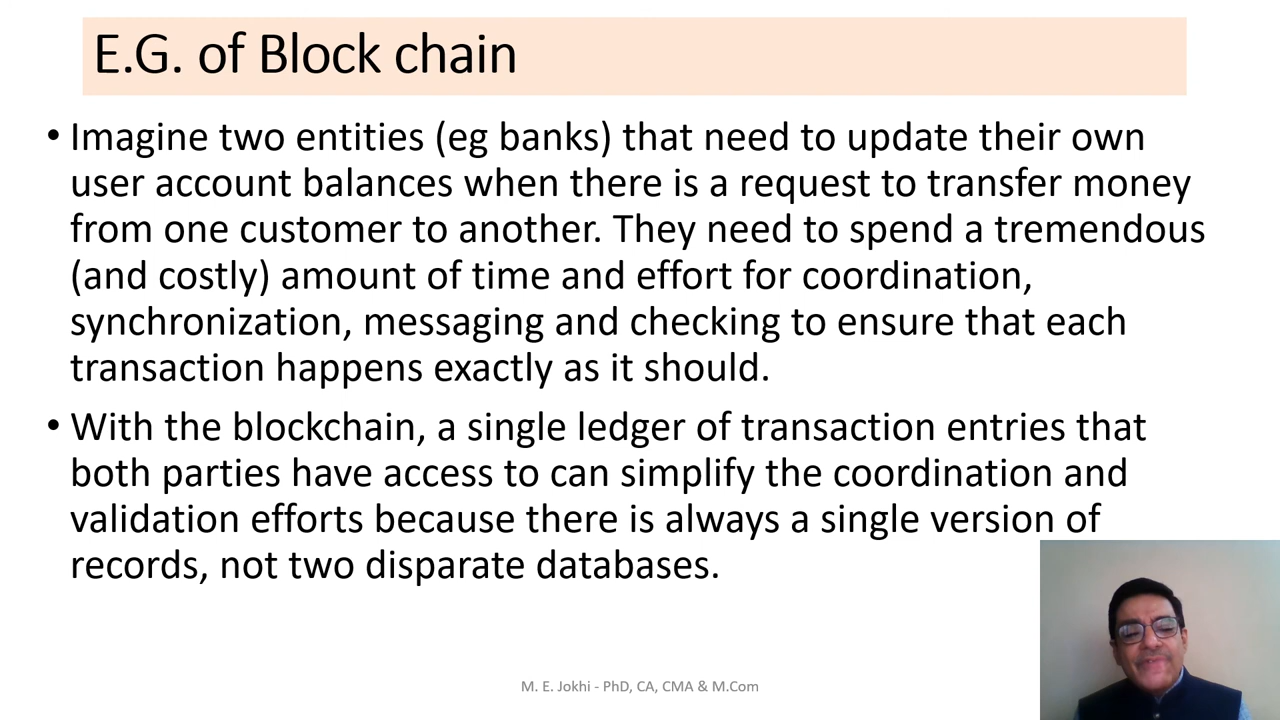 E.G. of Block chain
• Imagine two entities (eg banks) that need to update their own
user account balances when there is a request to transfer money
from one customer to another. They need to spend a tremendous
(and costly) amount of time and effort for coordination,
synchronization, messaging and checking to ensure that each
transaction happens exactly as it should.
• With the blockchain, a single ledger of transaction entries that
both parties have access to can simplify the coordination and
validation efforts because there is always a single version of
records, not two disparate databases.
M. E. Jokhi - PhD, CA, CMA & M.Com